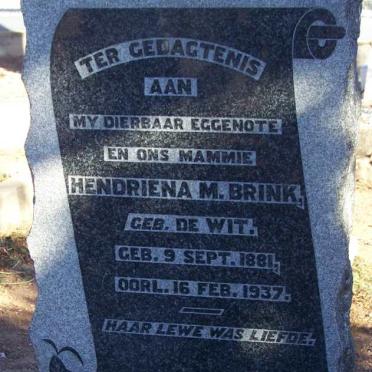 TER GEDAGTENIS
AAN
MY DIERBAAR EGGENOTE
EN ONS MAMMIE
HENDRIENA M. BRINK,
GEB. DE WIT.
GEB. 9 SEPT. 1881,
OORL. 16 FEB. 1937.
HAAR LEWE WAS LIEFDE.